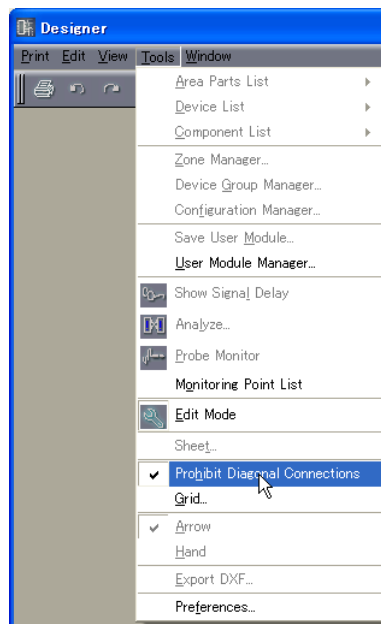 Designer
Print Edit View Tools Window
Area Parts List
Device List
Component List
Zone Manager...
Device Group Manager...
Configuration Manager...
Save User Module...
User Module Manager...
Show Signal Delay
Analyze...
Probe Monitor
Monitoring Point List
Edit Mode
Sheet...
Prohibit Diagonal Connections
Grid...
Arrow
Hand
Export DXF...
Preferences...